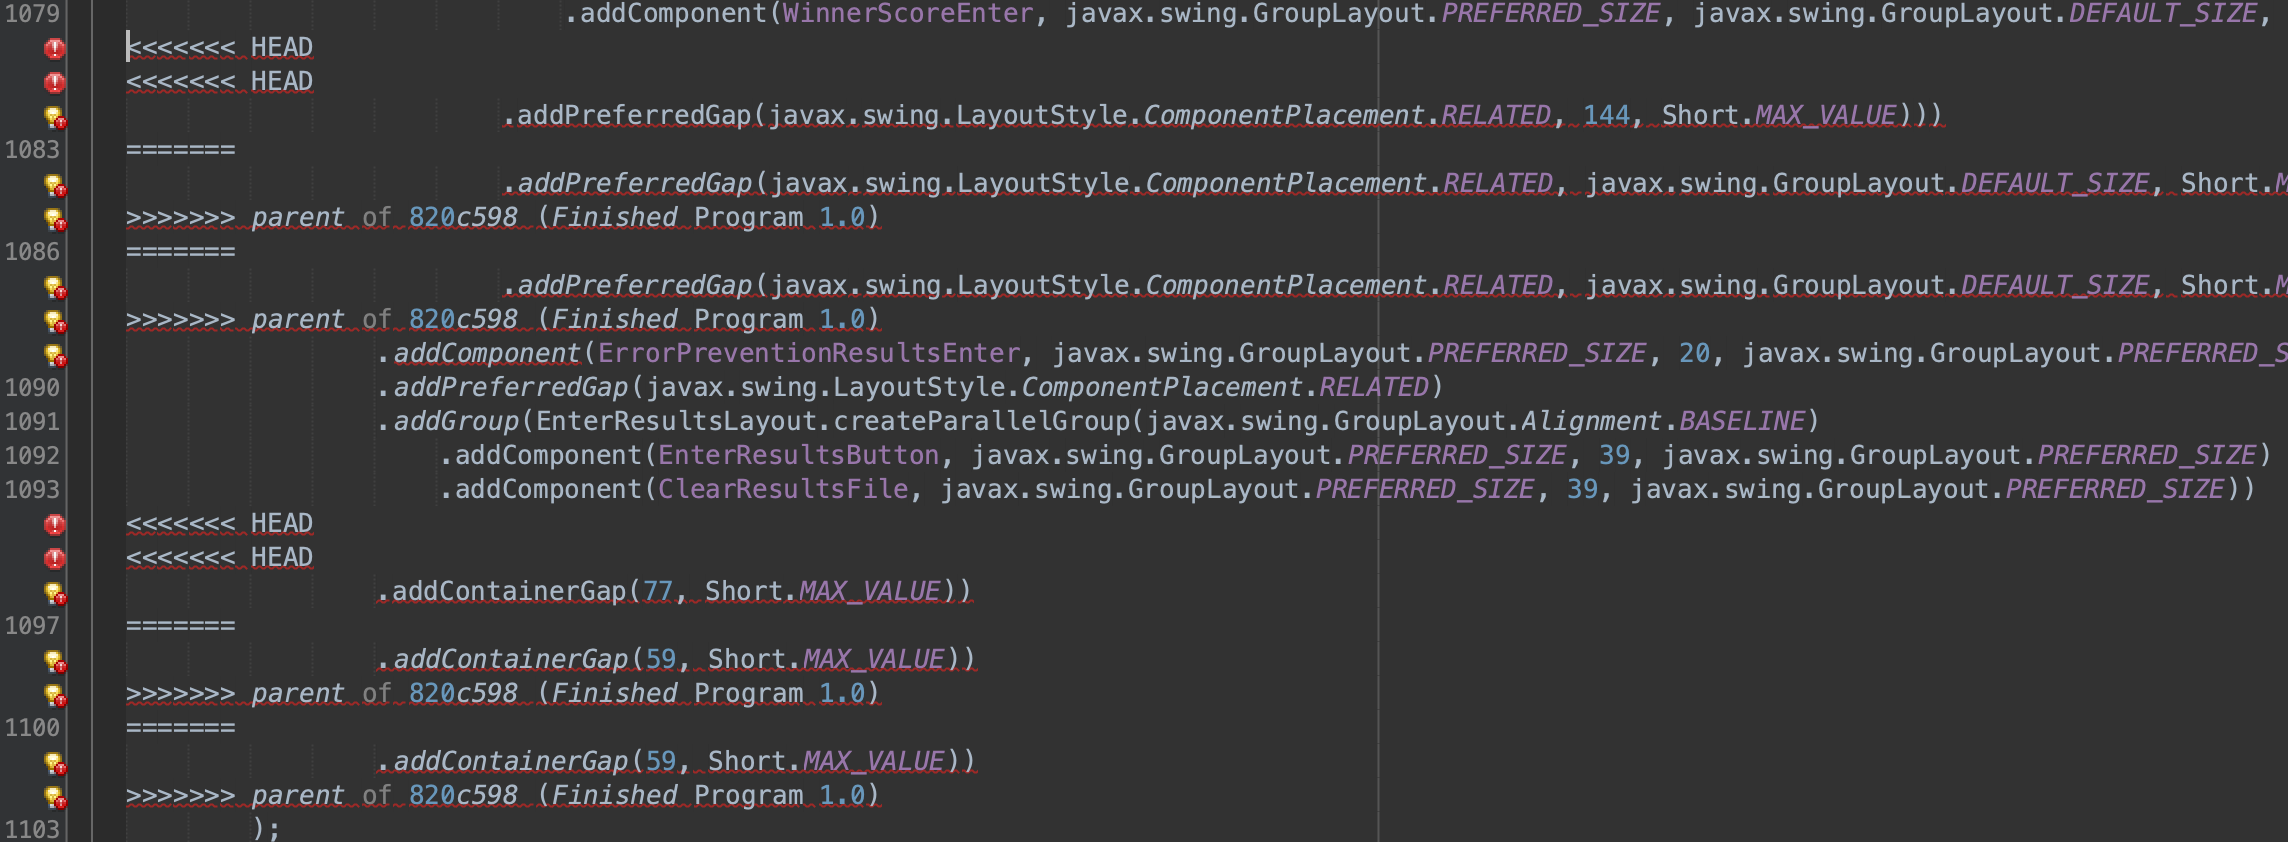 1079 .addComponent(WinnerScoreEnter, javax.swing.GroupLayout.PREFERRED_SIZE, javax.swing.GroupLayout.DEFAULT_SIZE,
<<<<<<< HEAD
<<<<<<< HEAD
.addPreferredGap(javax.swing.LayoutStyle.ComponentPlacement.RELATED, 144, Short.MAX_VALUE)))
1083 =======
.addPreferredGap(javax.swing.LayoutStyle.ComponentPlacement.RELATED, javax.swing.GroupLayout.DEFAULT_SIZE, Short.M
>>>>>>> parent of 820c598 (Finished Program 1.0)
1086 =======
.addPreferredGap(javax.swing.LayoutStyle.ComponentPlacement.RELATED, javax.swing.GroupLayout.DEFAULT_SIZE, Short.M
>>>>>>> parent of 820c598 (Finished Program 1.0)
.addComponent(ErrorPreventionResultsEnter, javax.swing.GroupLayout.PREFERRED_SIZE, 20, javax.swing.GroupLayout.PREFERRED_S
1090 .addPreferredGap(javax.swing.LayoutStyle.ComponentPlacement.RELATED)
1091 .addGroup(EnterResultsLayout.createParallelGroup(javax.swing.GroupLayout.Alignment.BASELINE)
1092 .addComponent(EnterResultsButton, javax.swing.GroupLayout.PREFERRED_SIZE, 39, javax.swing.GroupLayout.PREFERRED_SIZE)
1093 .addComponent(ClearResultsFile, javax.swing.GroupLayout.PREFERRED_SIZE, 39, javax.swing.GroupLayout.PREFERRED_SIZE))
<<<<<<< HEAD
<<<<<<< HEAD
.addContainerGap(77, Short.MAX_VALUE))
1097 =======
.addContainerGap(59, Short.MAX_VALUE))
>>>>>>> parent of 820c598 (Finished Program 1.0)
1100 =======
.addContainerGap(59, Short.MAX_VALUE))
>>>>>>> parent of 820c598 (Finished Program 1.0)
1103 );